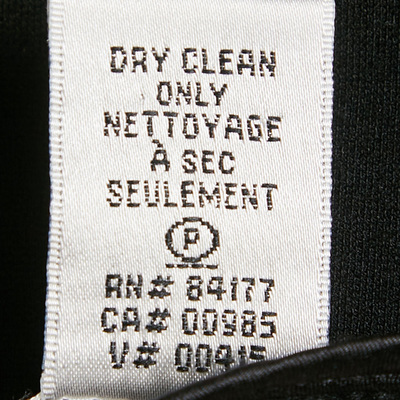 DRY CLEAN
ONLY
NETTOYAGE
À SEC
SEULEMENT
P
RN# 84177
CA# 00985
V# 00415